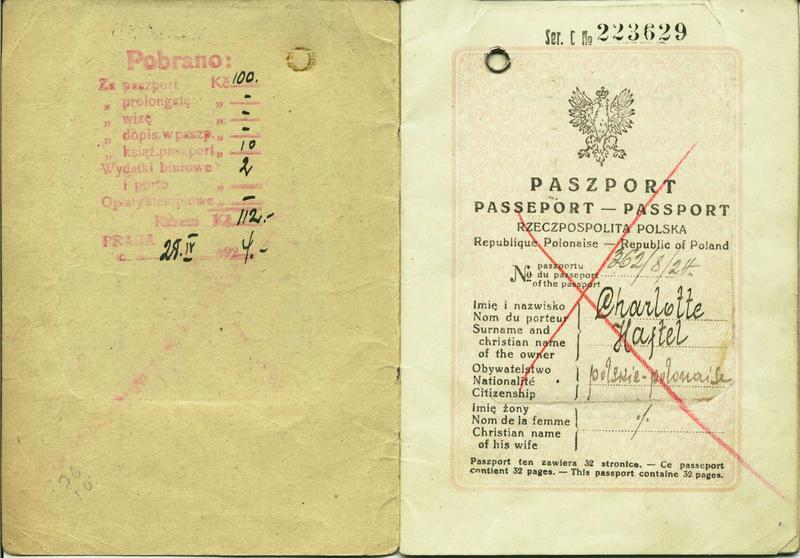 Pobrano:
Za paszport Kč 100.
„ prolongatę „ -
„ wizę „ -
„ dopis.w paszp. „ -
„ książ.paszport „ 10
Wydatki biurowe 2
i porto „
Opłaty stemplowe „ -
Razem Kč 112.-
PRAGA
28. IV 192 4.-
Ser. C № 223629
PASZPORT
PASSEPORT — PASSPORT
RZECZPOSPOLITA POLSKA
Republique Polonaise — Republic of Poland
№ paszportu
du passeport
of the passport
362/8/24
Imię i nazwisko
Nom du porteur
Surname and
christian name
of the owner
Charlotte
Obywatelstwo
Nationalité
Citizenship
polskie-polonaise
Imię żony
Nom de la femme
Christian name
of his wife
%
Paszport ten zawiera 32 stronice. — Ce passeport
contient 32 pages. — This passport containe 32 pages.